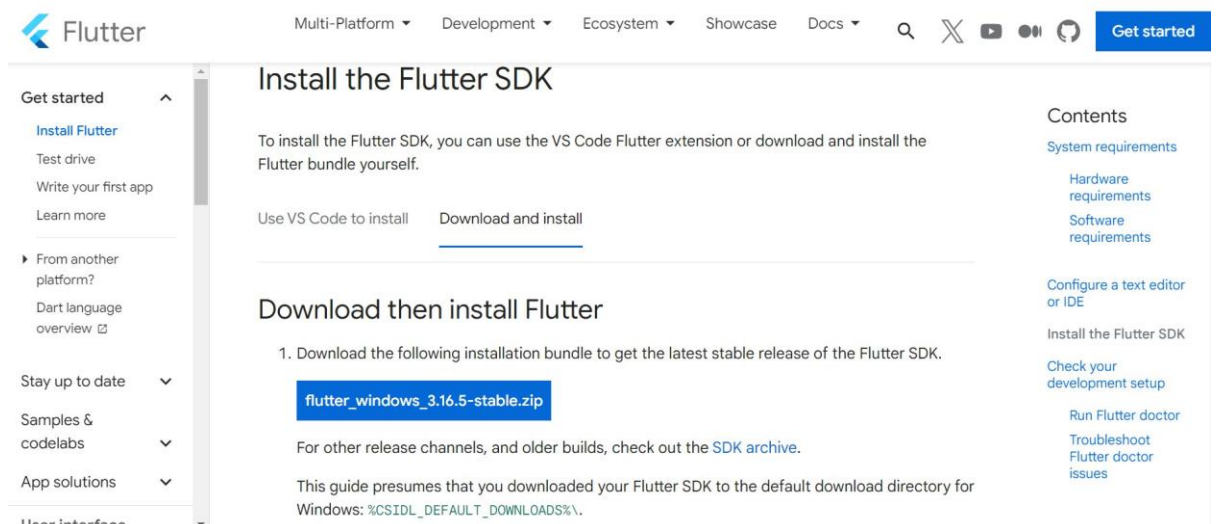 Flutter
Multi-Platform
Development
Ecosystem
Showcase
Docs
Get started
Get started
Install Flutter
Test drive
Write your first app
Learn more
From another
platform?
Dart language
overview
Stay up to date
Samples &
codelabs
App solutions
Install the Flutter SDK
To install the Flutter SDK, you can use the VS Code Flutter extension or download and install the
Flutter bundle yourself.
Use VS Code to install
Download and install
Download then install Flutter
1. Download the following installation bundle to get the latest stable release of the Flutter SDK.
flutter_windows_3.16.5-stable.zip
For other release channels, and older builds, check out the SDK archive.
This guide presumes that you downloaded your Flutter SDK to the default download directory for
Windows: %CSIDL_DEFAULT_DOWNLOADS%\.
Contents
System requirements
Hardware
requirements
Software
requirements
Configure a text editor
or IDE
Install the Flutter SDK
Check your
development setup
Run Flutter doctor
Troubleshoot
Flutter doctor
issues